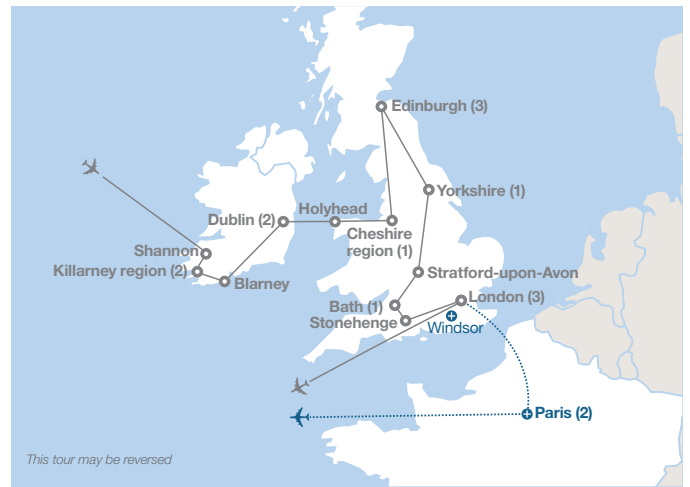 Edinburgh (3)
Yorkshire (1)
Holyhead
Dublin (2)
Cheshire
region (1)
Shannon
Killarney region (2)
Blarney
Stratford-upon-Avon
London (3)
Bath (1)
Stonehenge
Windsor
Paris (2)
This tour may be reversed